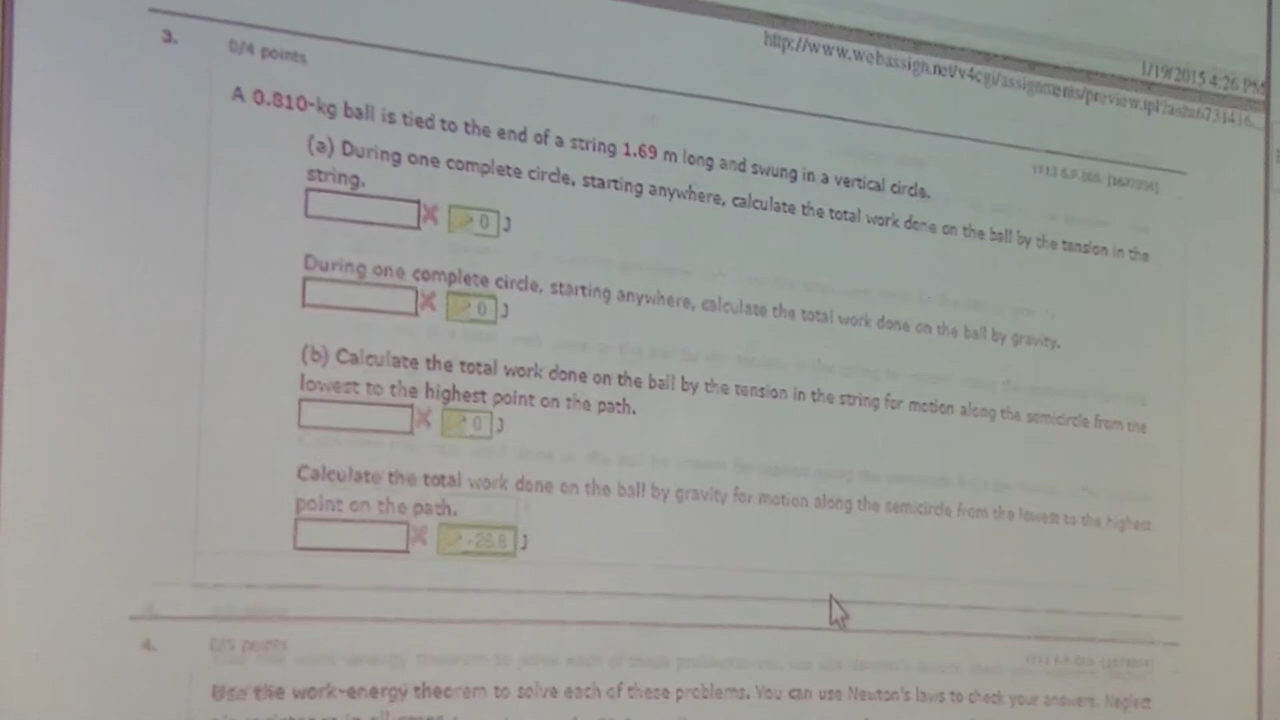 1/19/2015 4:26 PM
http://www.webassign.net/v4cgi/assignments/preview.tpl?asin6731416...
3.
0/4 points
A 0.810-kg ball is tied to the end of a string 1.69 m long and swung in a vertical circle.
(a) During one complete circle, starting anywhere, calculate the total work done on the ball by the tension in the
string.
0 J
During one complete circle, starting anywhere, calculate the total work done on the ball by gravity.
0 J
(b) Calculate the total work done on the ball by the tension in the string for motion along the semicircle from the
lowest to the highest point on the path.
0 J
Calculate the total work done on the ball by gravity for motion along the semicircle from the lowest to the highest
point on the path.
-26.8 J
4.
points
Use the work-energy theorem to solve each of these problems. You can use Newton's laws to check your answers. Neglect